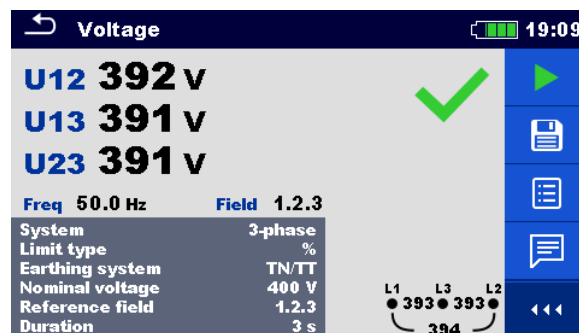 Voltage 19:09
U12 392 V
U13 391 V
U23 391 V
Freq 50.0 Hz Field 1.2.3
System 3-phase
Limit type %
Earthing system TN/TT
Nominal voltage 400 V
Reference field 1.2.3
Duration 3 s
L1 L3 L2
393 393
394